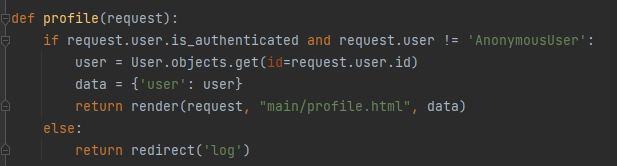 def profile(request):
    if request.user.is_authenticated and request.user != 'AnonymousUser':
        user = User.objects.get(id=request.user.id)
        data = {'user': user}
        return render(request, "main/profile.html", data)
    else:
        return redirect('log')